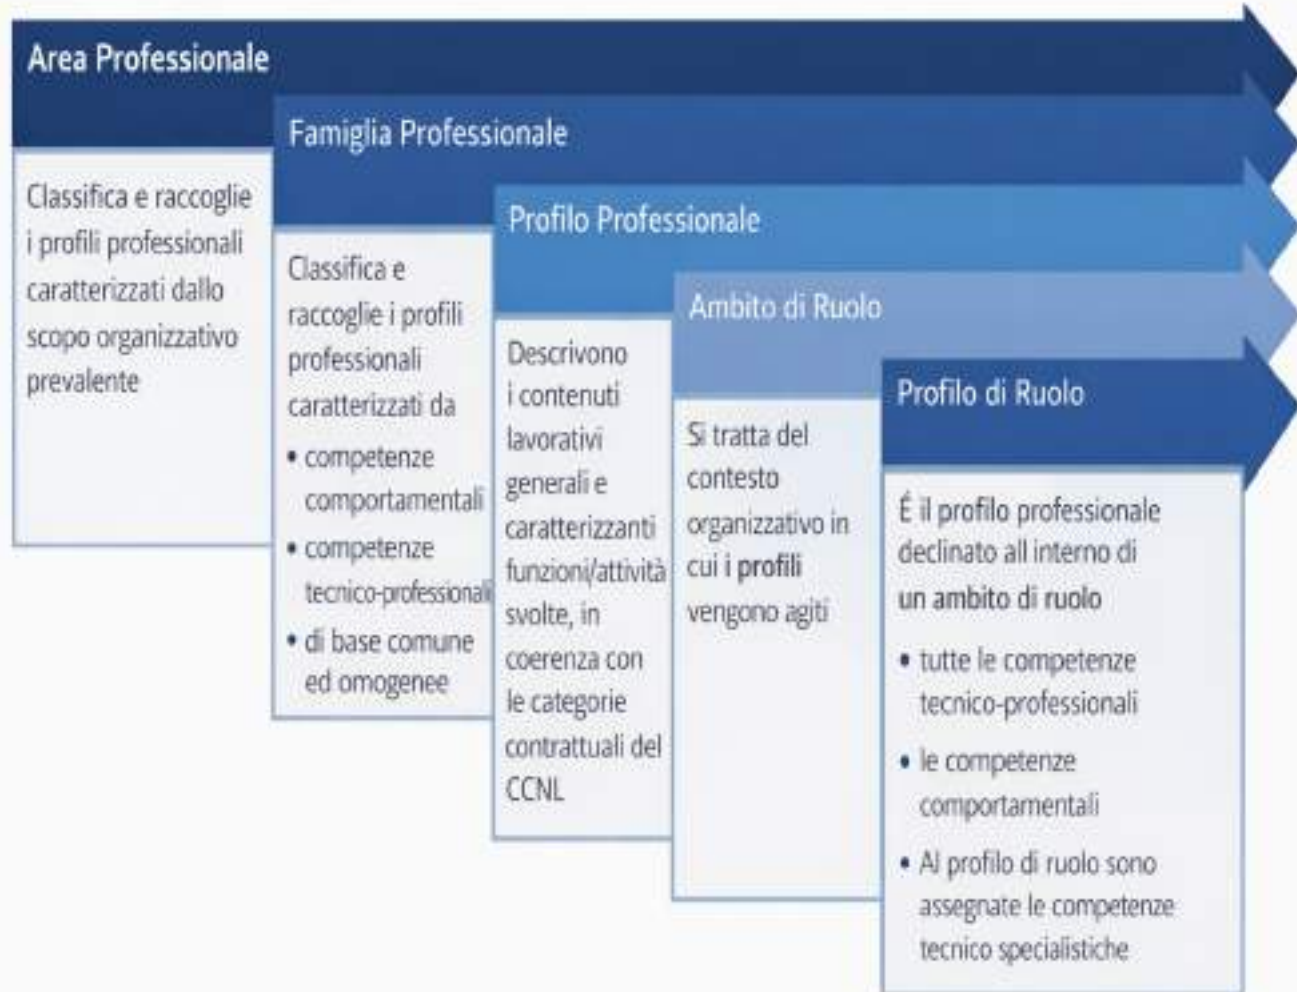 Area Professionale
Classifica e raccoglie
i profili professionali
caratterizzati dallo
scopo organizzativo
prevalente
Famiglia Professionale
Classifica e
raccoglie i profili
professionali
caratterizzati da
• competenze
comportamentali
• competenze
tecnico-professionali
• di base comune
ed omogenee
Profilo Professionale
Descrivono
i contenuti
lavorativi
generali e
caratterizzanti
funzioni/attività
svolte, in
coerenza con
le categorie
contrattuali del
CCNL
Ambito di Ruolo
Si tratta del
contesto
organizzativo in
cui i profili
vengono agiti
Profilo di Ruolo
É il profilo professionale
declinato all interno di
un ambito di ruolo
• tutte le competenze
tecnico-professionali
• le competenze
comportamentali
• Al profilo di ruolo sono
assegnate le competenze
tecnico specialistiche